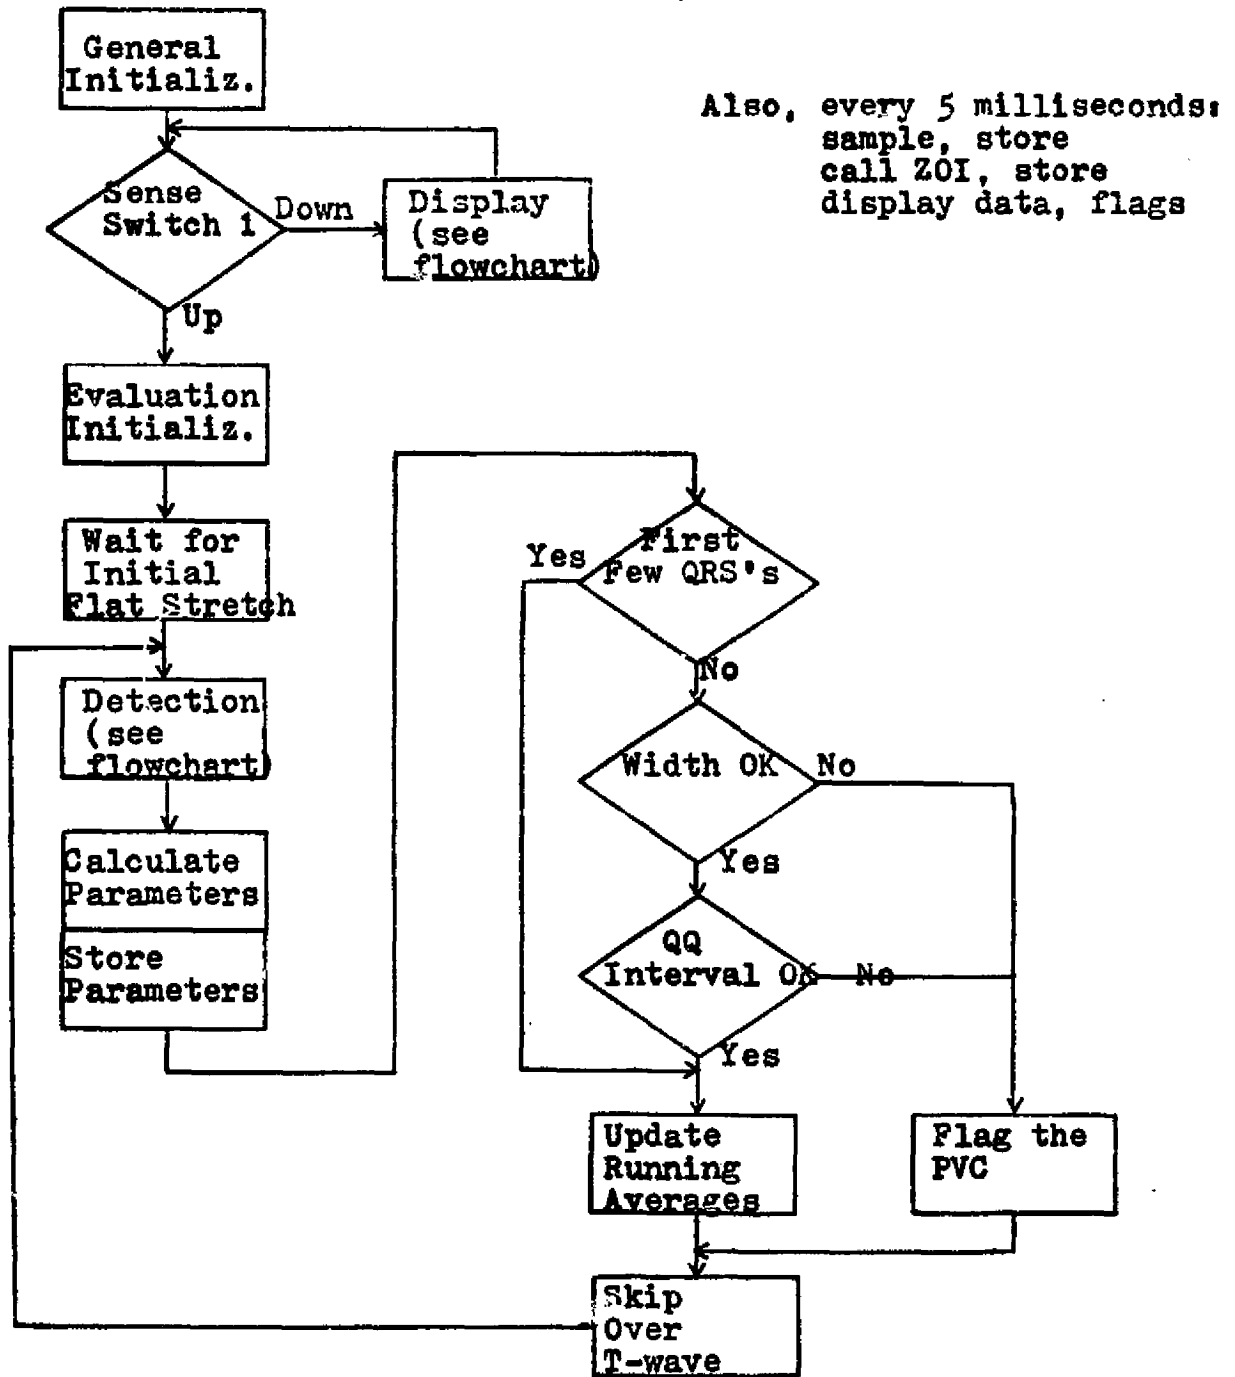 General
Initializ.
Also, every 5 milliseconds:
sample, store
call ZOI, store
display data, flags
Sense
Switch 1
Down
Display
(see
flowchart)
Up
Evaluation
Initializ.
Wait for
Initial
Flat Stretch
Detection
(see
flowchart)
Calculate
Parameters
Store
Parameters
Yes
First
Few QRS's
No
Width OK
No
Yes
QQ
Interval OK
No
Yes
Update
Running
Averages
Flag the
PVC
Skip
Over
T-wave